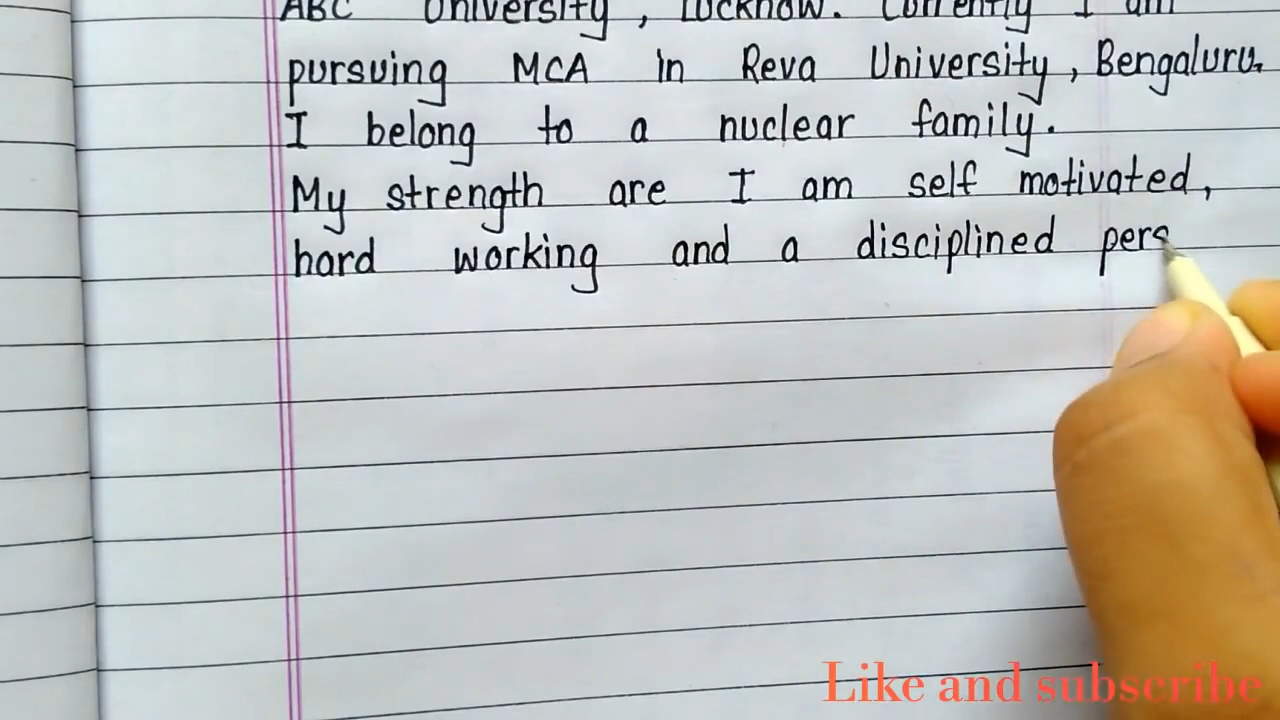 ABC University, Lucknow. Currently I am
pursuing MCA in Reva University, Bengaluru.
I belong to a nuclear family.
My strength are I am self motivated,
hard working and a disciplined pers
Like and subscribe